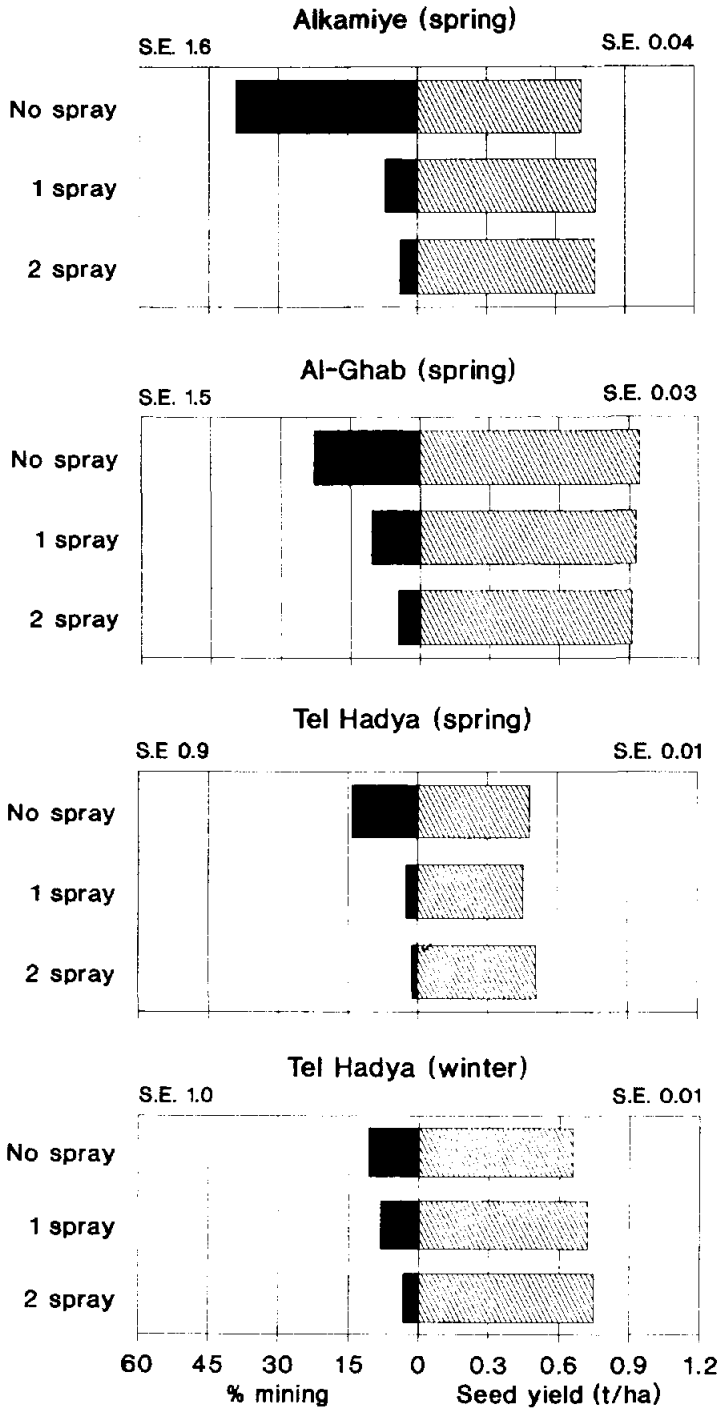 Alkamiye (spring)
S.E. 1.6 S.E. 0.04
No spray
1 spray
2 spray
Al-Ghab (spring)
S.E. 1.5 S.E. 0.03
No spray
1 spray
2 spray
Tel Hadya (spring)
S.E 0.9 S.E. 0.01
No spray
1 spray
2 spray
Tel Hadya (winter)
S.E. 1.0 S.E. 0.01
No spray
1 spray
2 spray
60 45 30 15 0 0.3 0.6 0.9 1.2
% mining Seed yield (t/ha)